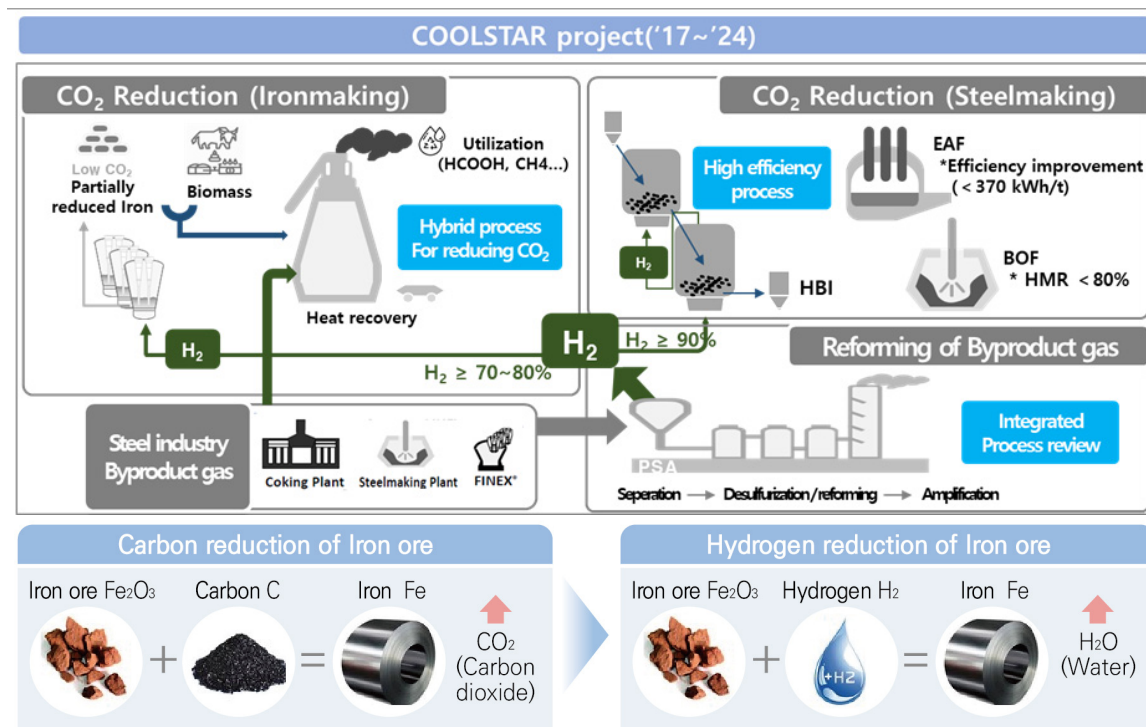 COOLSTAR project('17~'24)
CO₂ Reduction (Ironmaking)
Low CO₂
Partially
reduced Iron
Biomass
Utilization
(HCOOH, CH4...)
Hybrid process
For reducing CO₂
Heat recovery
H₂
H₂ ≥ 70~80%
H₂
H₂ ≥ 90%
CO₂ Reduction (Steelmaking)
High efficiency
process
H₂
HBI
EAF
*Efficiency improvement
( < 370 kWh/t)
BOF
* HMR < 80%
Reforming of Byproduct gas
Integrated
Process review
PSA
Seperation → Desulfurization/reforming → Amplification
Steel industry
Byproduct gas
Coking Plant
Steelmaking Plant
FINEX®
Carbon reduction of Iron ore
Iron ore Fe₂O₃
Carbon C
Iron Fe
+
=
CO₂
(Carbon
dioxide)
Hydrogen reduction of Iron ore
Iron ore Fe₂O₃
Hydrogen H₂
Iron Fe
+
+H2
=
H₂O
(Water)